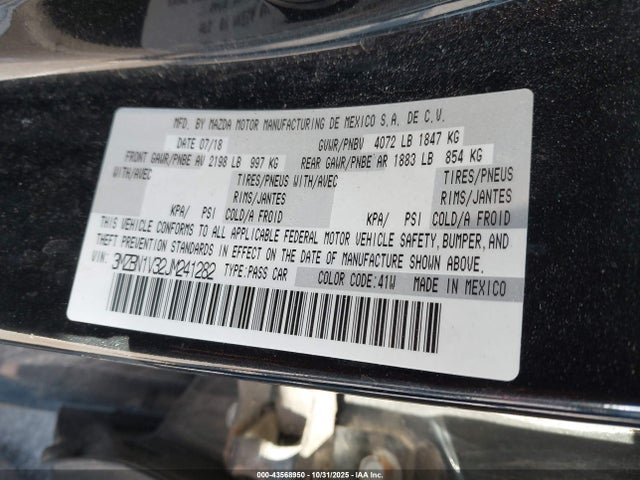 MFD. BY MAZDA MOTOR MANUFACTURING DE MEXICO S.A. DE C.V.
DATE 07/18 GVWR/PNBV 4072 LB 1847 KG
FRONT GAWR/PNBE AV 2198 LB 997 KG REAR GAWR/PNBE AR 1883 LB 854 KG
WITH/AVEC TIRES/PNEUS WITH/AVEC TIRES/PNEUS
RIMS/JANTES RIMS/JANTES
KPA/ PSI COLD/A FROID KPA/ PSI COLD/A FROID
THIS VEHICLE CONFORMS TO ALL APPLICABLE FEDERAL MOTOR VEHICLE SAFETY, BUMPER, AND
THEFT PREVENTION STANDARDS IN EFFECT ON THE DATE OF MANUFACTURE SHOWN ABOVE.
VIN: 3MZBN1V32JM241282 TYPE:PASS CAR COLOR CODE:41W MADE IN MEXICO
000-43568950 | 10/31/2025 - IAA Inc.